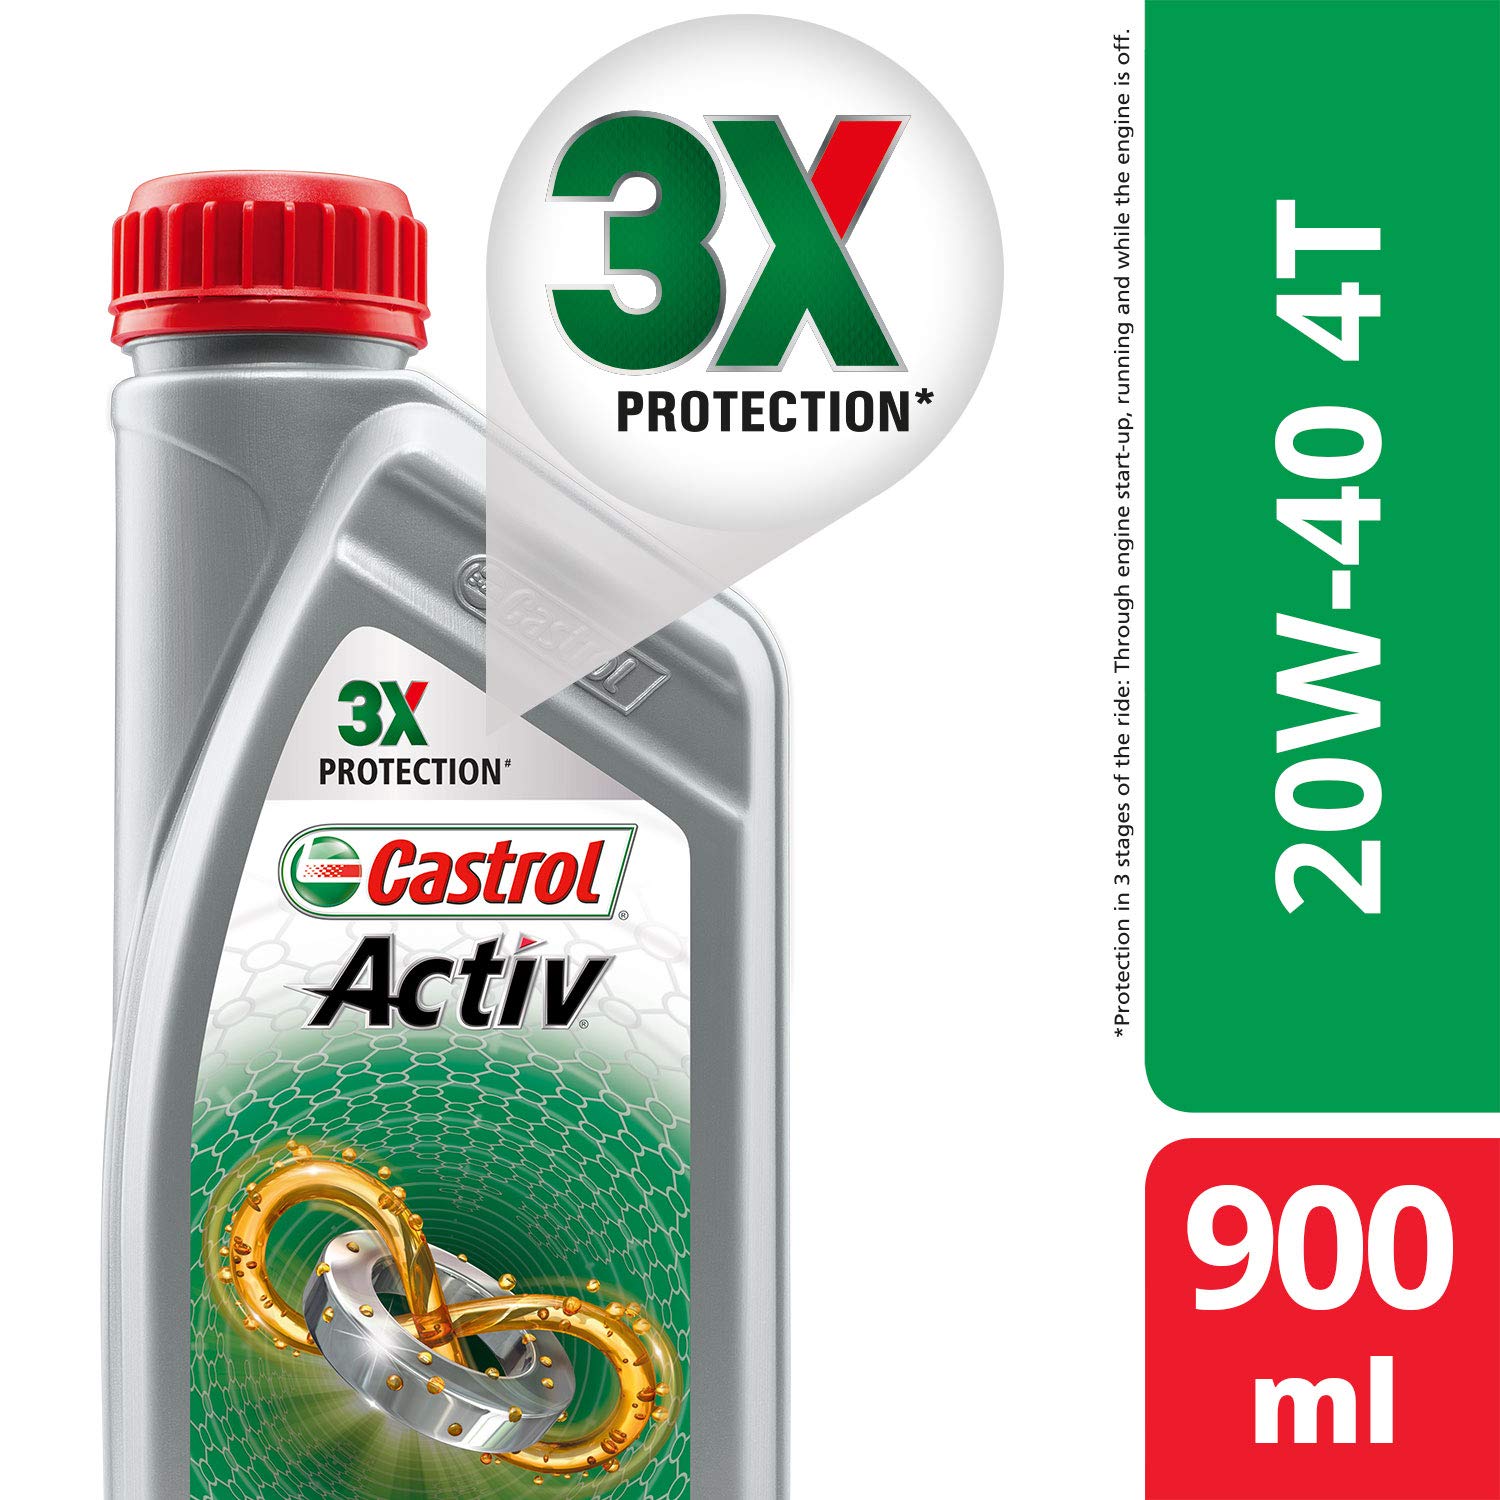 3X
PROTECTION*
Castrol
3X
PROTECTION#
Castrol®
Activ®
*Protection in 3 stages of the ride: Through engine start-up, running and while the engine is off.
20W-40 4T
900
ml